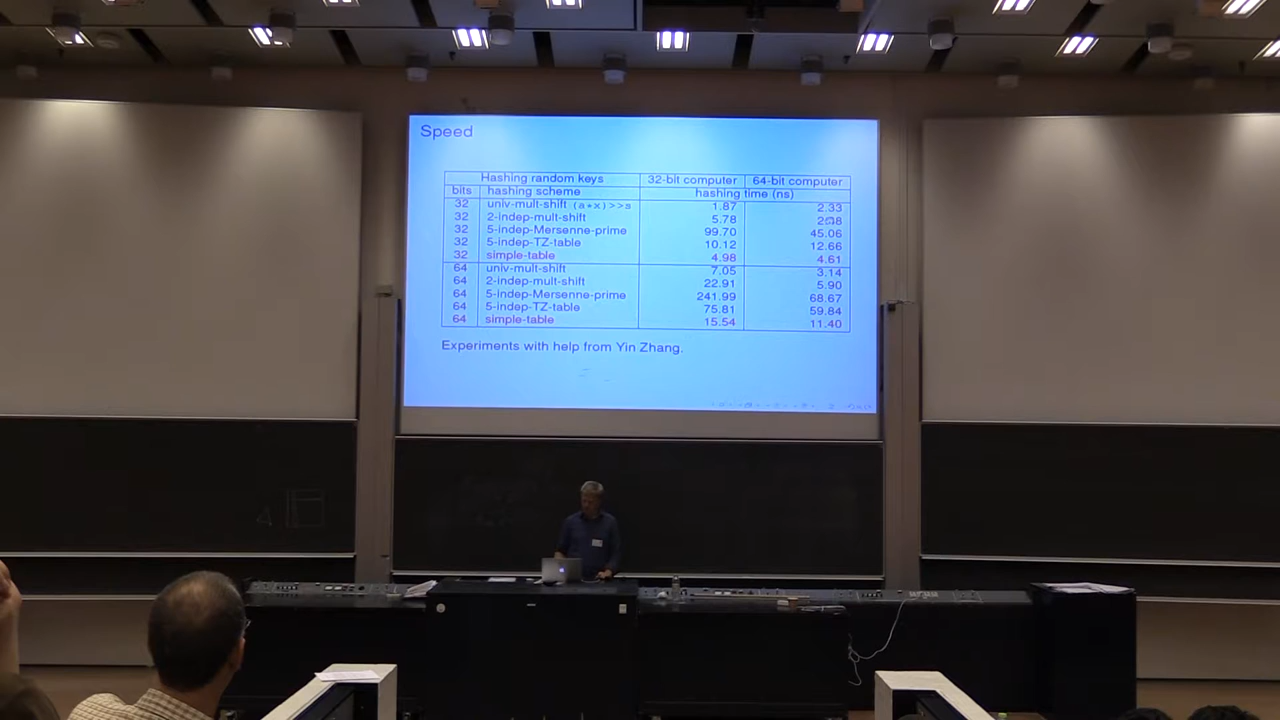 Speed
Hashing random keys 32-bit computer 64-bit computer
bits hashing scheme hashing time (ns)
32 univ-mult-shift (a*x)>>s 1.87 2.33
32 2-indep-mult-shift 5.78
32 5-indep-Mersenne-prime 99.70 45.06
32 5-indep-TZ-table 10.12 12.66
32 simple-table 4.98 4.61
64 univ-mult-shift 7.05 3.14
64 2-indep-mult-shift 22.91 5.90
64 5-indep-Mersenne-prime 241.99 68.67
64 5-indep-TZ-table 75.81 59.84
64 simple-table 15.54 11.40
Experiments with help from Yin Zhang.